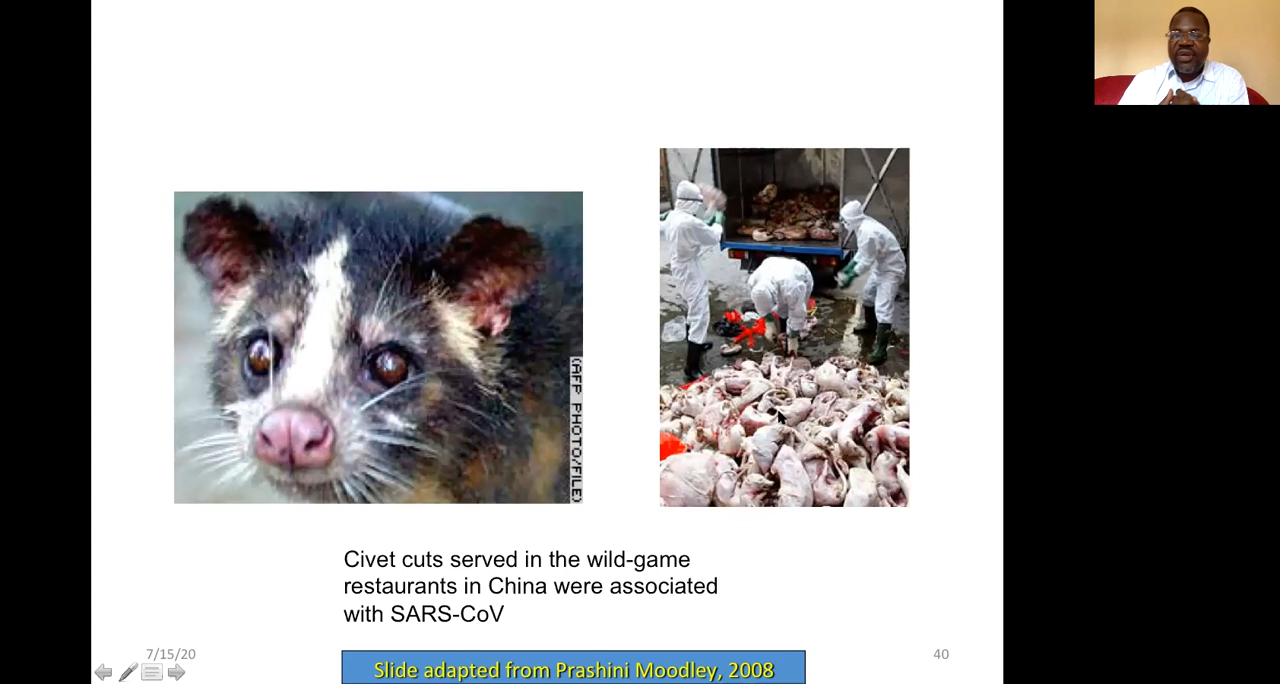 (AFP PHOTO/FILE)
Civet cuts served in the wild-game
restaurants in China were associated
with SARS-CoV
7/15/20
40
Slide adapted from Prashini Moodley, 2008